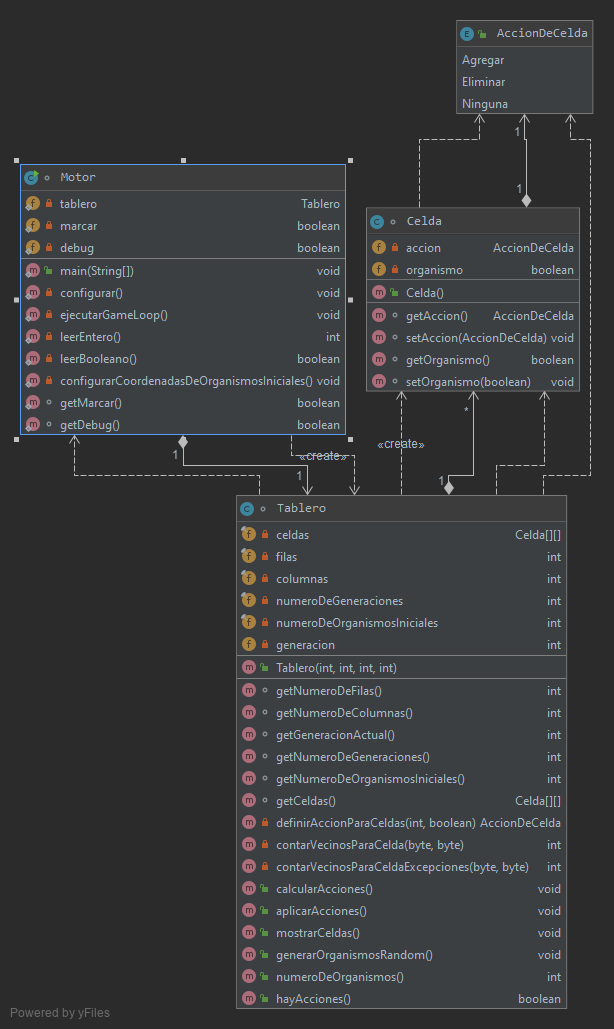 AccionDeCelda
Agregar
Eliminar
Ninguna
1
1
Motor
tablero Tablero
marcar boolean
debug boolean
main(String[]) void
configurar() void
ejecutarGameLoop() void
leerEntero() int
leerBooleano() boolean
configurarCoordenadasDeOrganismosIniciales() void
getMarcar() boolean
getDebug() boolean
Celda
accion AccionDeCelda
organismo boolean
Celda()
getAccion() AccionDeCelda
setAccion(AccionDeCelda) void
getOrganismo() boolean
setOrganismo(boolean) void
*
1
«create»
«create»
1
1
Tablero
celdas Celda[][]
filas int
columnas int
numeroDeGeneraciones int
numeroDeOrganismosIniciales int
generacion int
Tablero(int, int, int, int)
getNumeroDeFilas() int
getNumeroDeColumnas() int
getGeneracionActual() int
getNumeroDeGeneraciones() int
getNumeroDeOrganismosIniciales() int
getCeldas() Celda[][]
definirAccionParaCeldas(int, boolean) AccionDeCelda
contarVecinosParaCelda(byte, byte) int
contarVecinosParaCeldaExcepciones(byte, byte) int
calcularAcciones() void
aplicarAcciones() void
mostrarCeldas() void
generarOrganismosRandom() void
numeroDeOrganismos() int
hayAcciones() boolean
Powered by yFiles